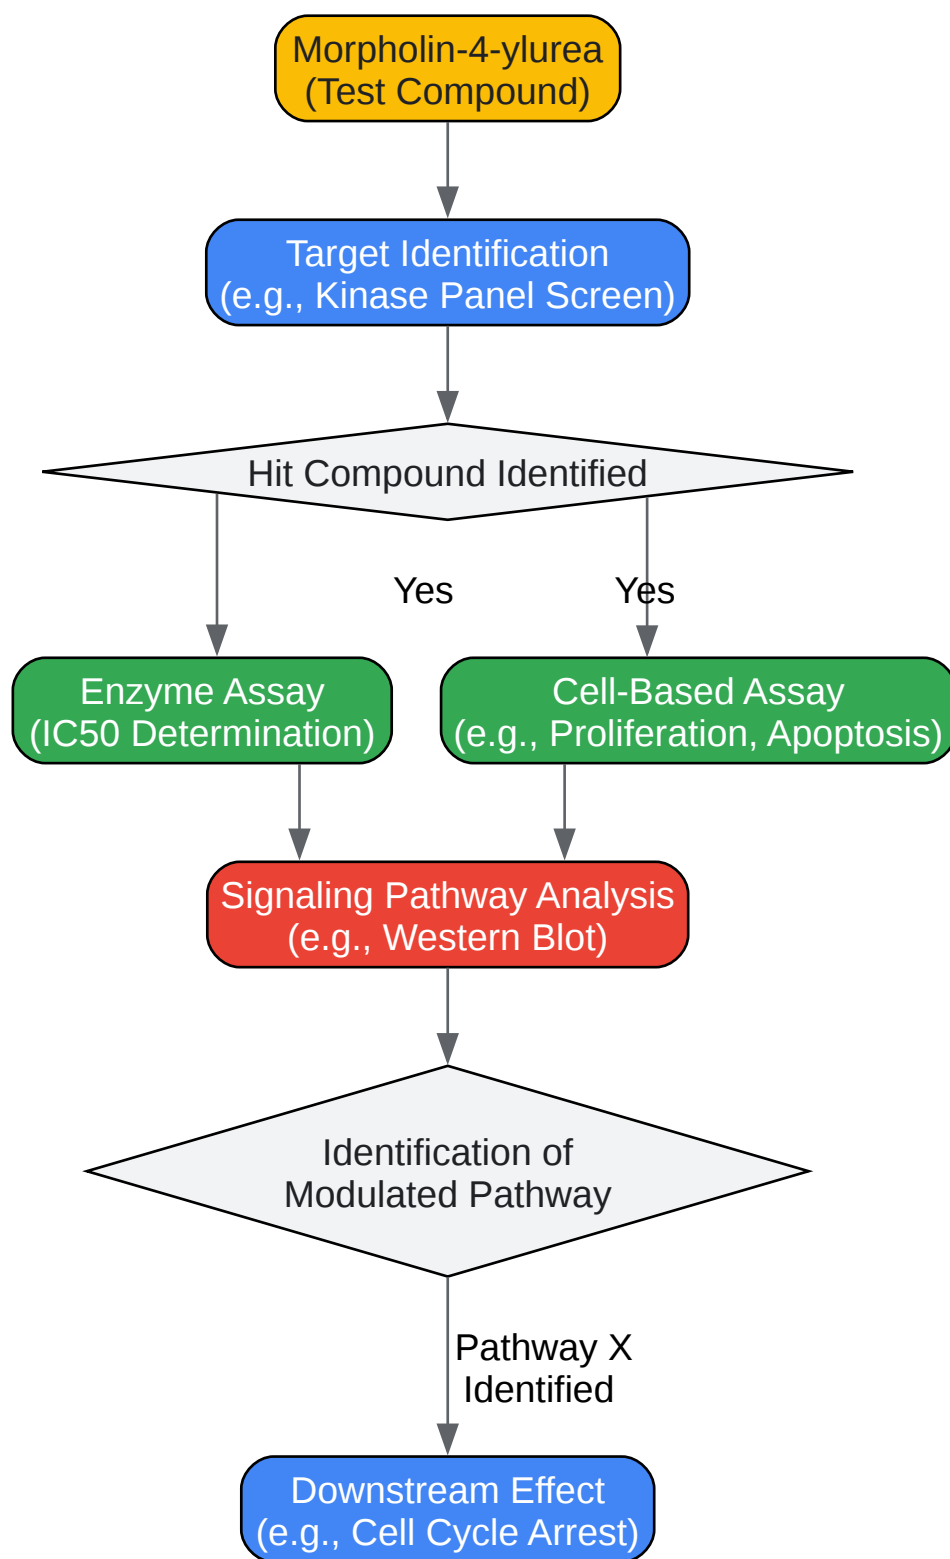 Morpholin-4-ylurea
(Test Compound)
Target Identification
(e.g., Kinase Panel Screen)
Hit Compound Identified
Yes
Yes
Enzyme Assay
(IC50 Determination)
Cell-Based Assay
(e.g., Proliferation, Apoptosis)
Signaling Pathway Analysis
(e.g., Western Blot)
Identification of
Modulated Pathway
Pathway X
Identified
Downstream Effect
(e.g., Cell Cycle Arrest)